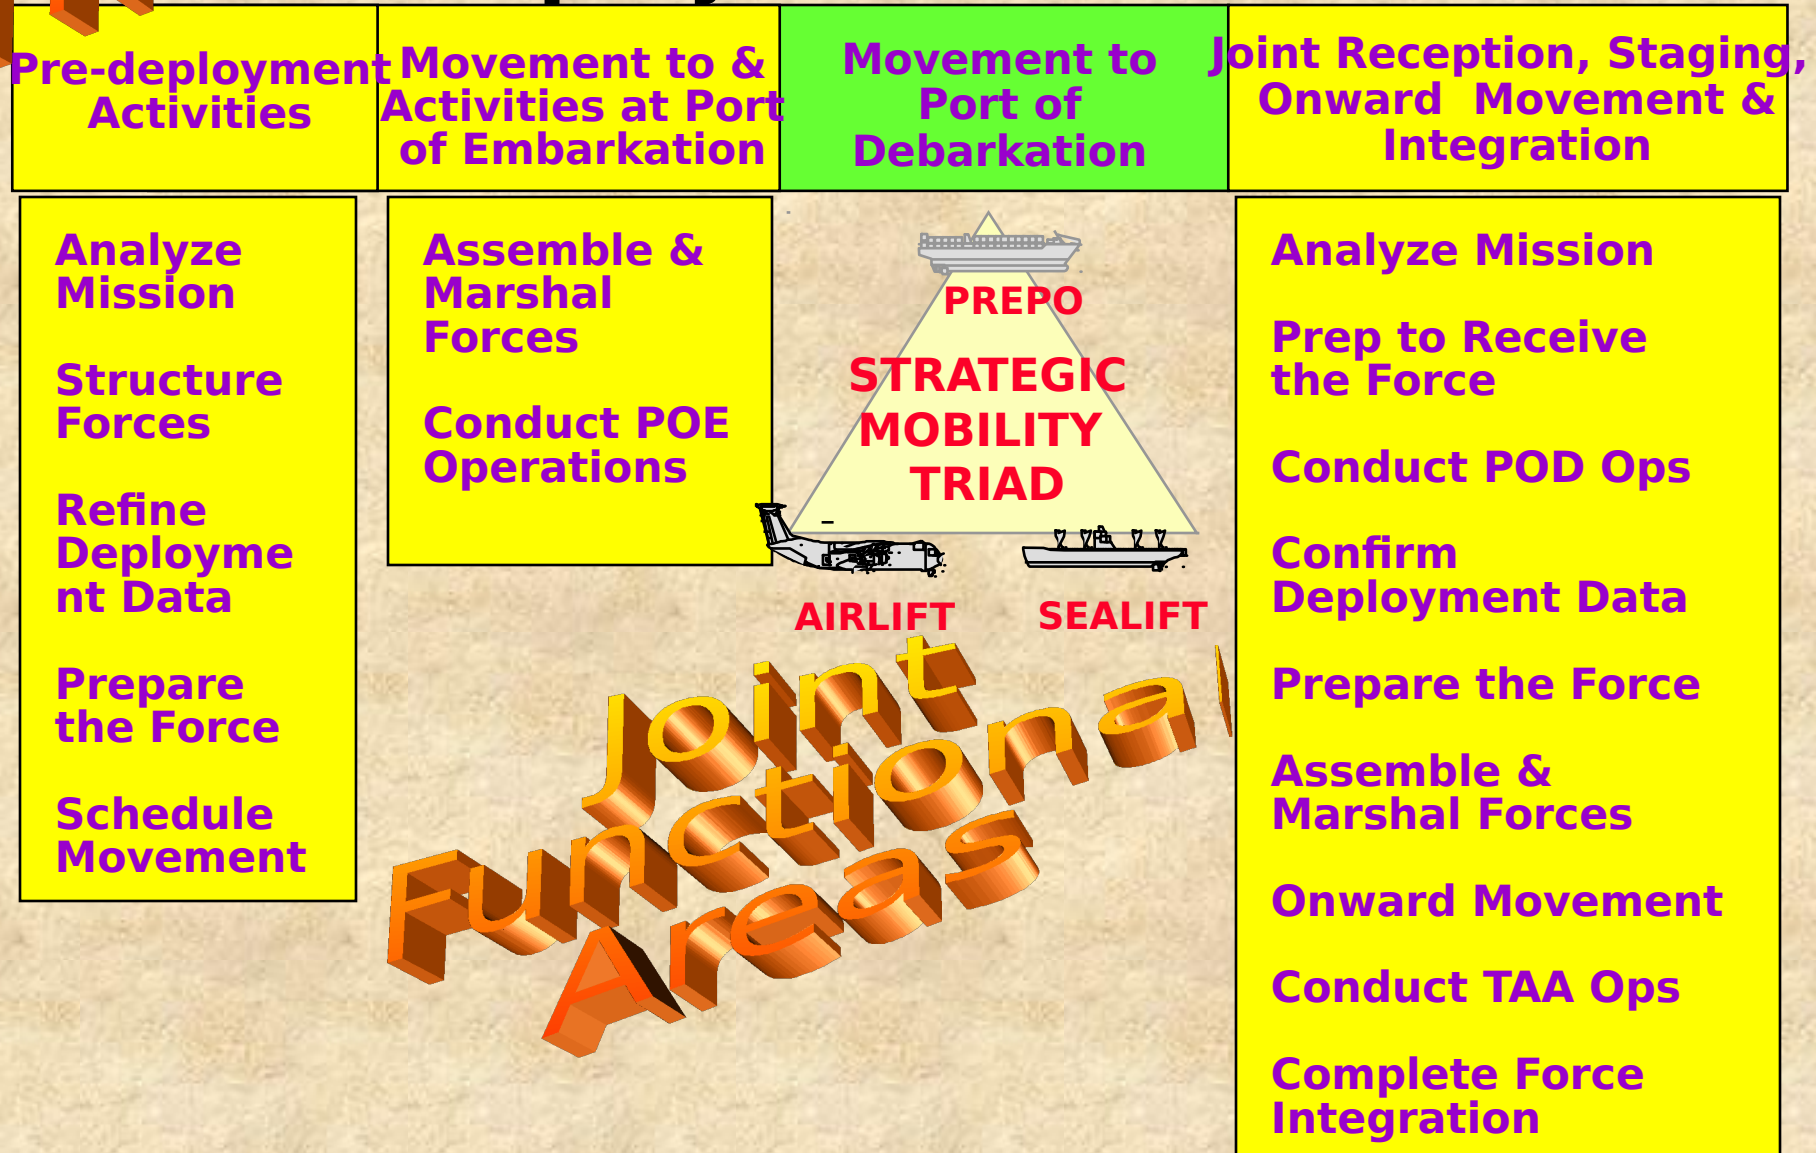 Pre-deployment
Activities
Movement to &
Activities at Port
of Embarkation
Movement to
Port of
Debarkation
Joint Reception, Staging,
Onward Movement &
Integration
Analyze
Mission
Structure
Forces
Refine
Deployme
nt Data
Prepare
the Force
Schedule
Movement
Assemble &
Marshal
Forces
Conduct POE
Operations
PREPO
STRATEGIC
MOBILITY
TRIAD
AIRLIFT
SEALIFT
Joint
Functional
Areas
Analyze Mission
Prep to Receive
the Force
Conduct POD Ops
Confirm
Deployment Data
Prepare the Force
Assemble &
Marshal Forces
Onward Movement
Conduct TAA Ops
Complete Force
Integration